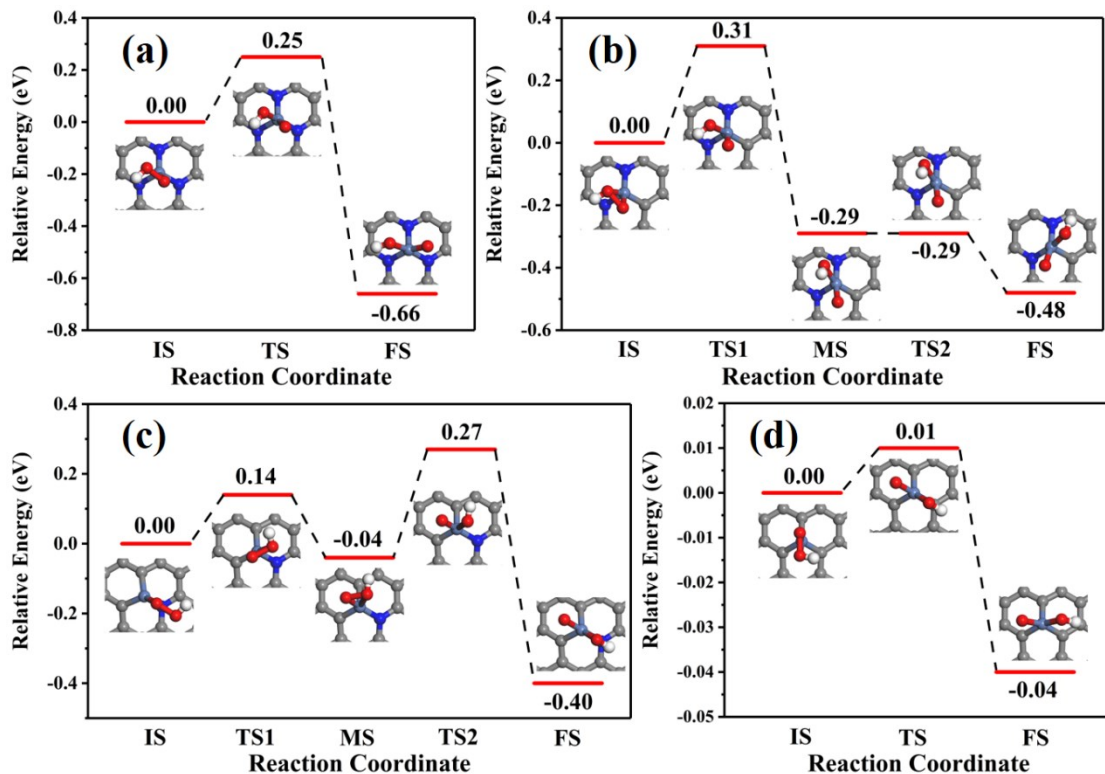 (a)
Relative Energy (eV)
0.4
0.2
0.0
-0.2
-0.4
-0.6
-0.8
0.00
0.25
-0.66
IS TS FS
Reaction Coordinate
(b)
Relative Energy (eV)
0.4
0.2
0.0
-0.2
-0.4
-0.6
0.00
0.31
-0.29
-0.29
-0.48
IS TS1 MS TS2 FS
Reaction Coordinate
(c)
Relative Energy (eV)
0.4
0.2
0.0
-0.2
-0.4
0.00
0.14
-0.04
0.27
-0.40
IS TS1 MS TS2 FS
Reaction Coordinate
(d)
Relative Energy (eV)
0.02
0.01
0.00
-0.01
-0.02
-0.03
-0.04
-0.05
0.00
0.01
-0.04
IS TS FS
Reaction Coordinate